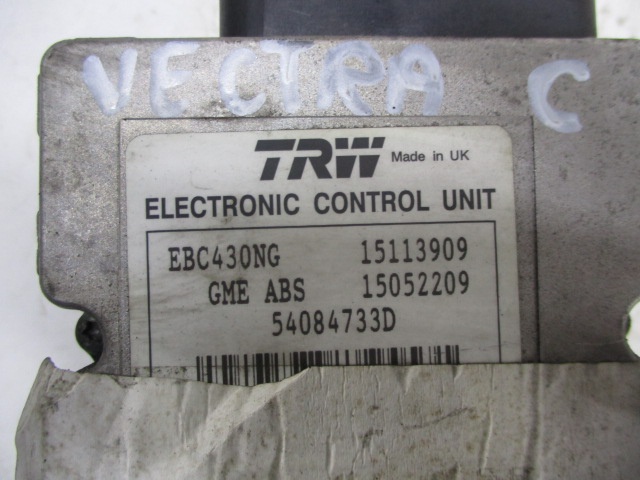 VECTRA C
TRW Made in UK
ELECTRONIC CONTROL UNIT
EBC430NG 15113909
GME ABS 15052209
54084733D